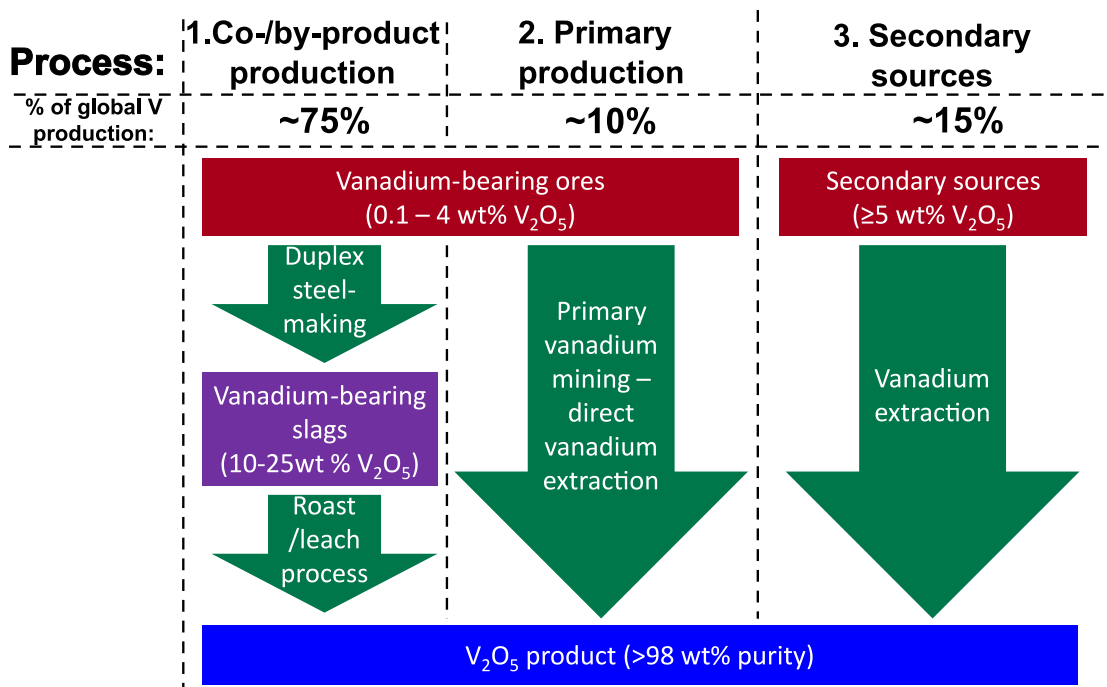 Process:
1.Co-/by-product
production
2. Primary
production
3. Secondary
sources
% of global V
production:
~75%
~10%
~15%
Vanadium-bearing ores
(0.1 – 4 wt% V₂O₅)
Secondary sources
(≥5 wt% V₂O₅)
Duplex
steel-
making
Vanadium-bearing
slags
(10-25wt % V₂O₅)
Roast
/leach
process
Primary
vanadium
mining –
direct
vanadium
extraction
Vanadium
extraction
V₂O₅ product (>98 wt% purity)